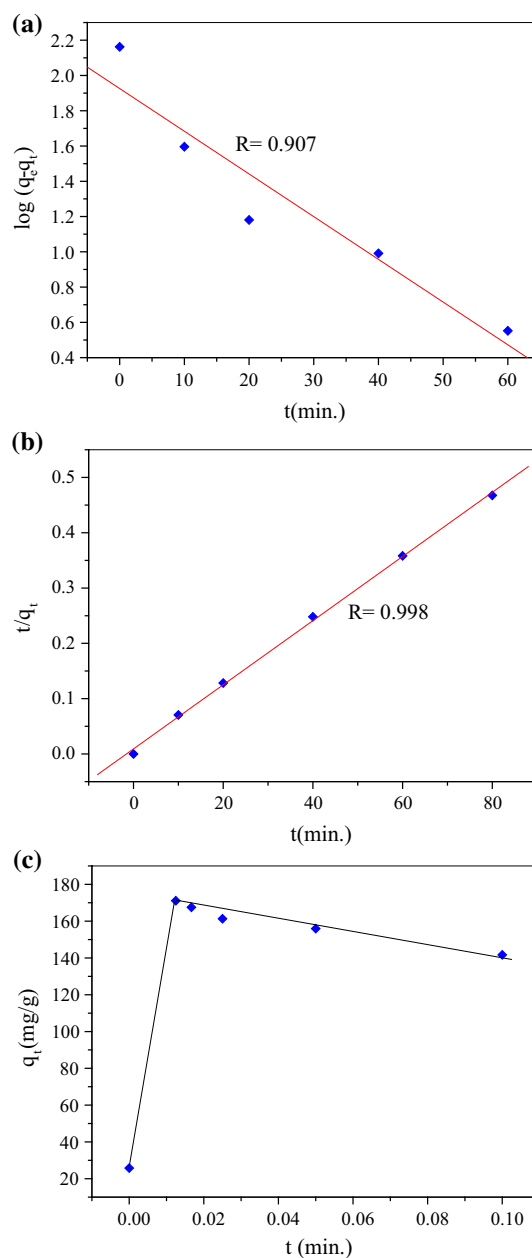 (a)
2.2
2.0
1.8
1.6
1.4
1.2
1.0
0.8
0.6
0.4
log (qe-qt)
R= 0.907
0 10 20 30 40 50 60
t(min.)
(b)
0.5
0.4
0.3
0.2
0.1
0.0
t/qt
R= 0.998
0 20 40 60 80
t(min.)
(c)
180
160
140
120
100
80
60
40
20
qt(mg/g)
0.00 0.02 0.04 0.06 0.08 0.10
t (min.)